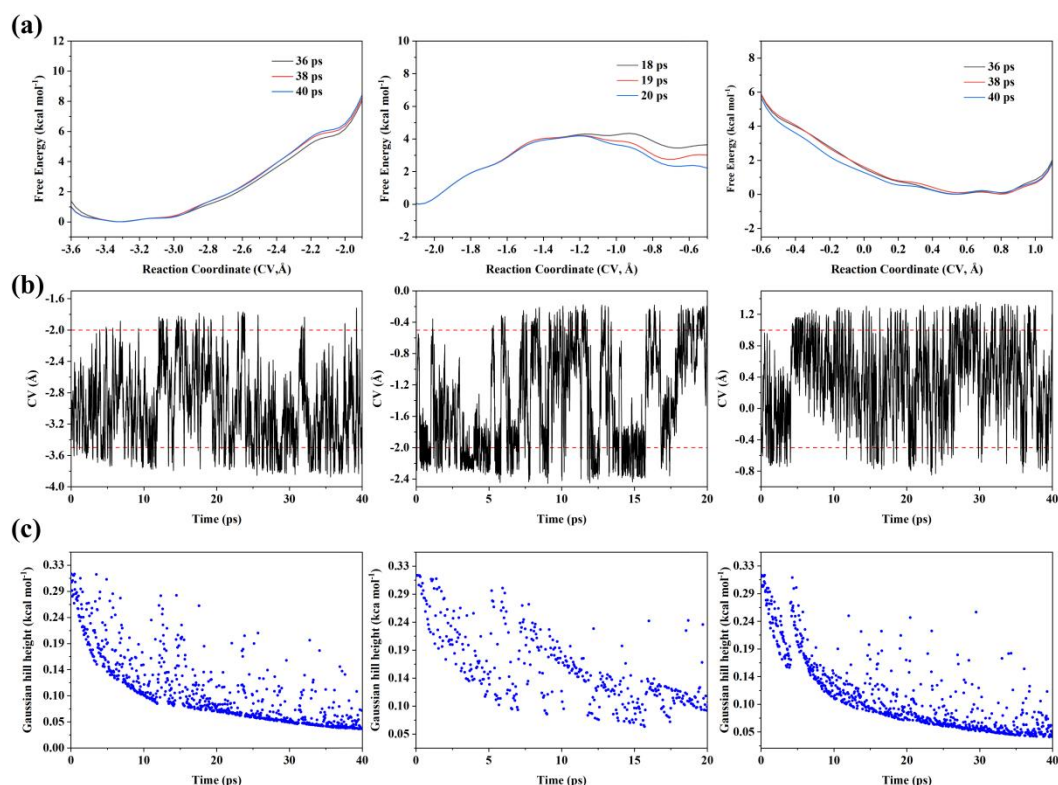 (a)
12
10
8
6
4
2
0
Free Energy (kcal mol-1)
36 ps
38 ps
40 ps
-3.6 -3.4 -3.2 -3.0 -2.8 -2.6 -2.4 -2.2 -2.0
Reaction Coordinate (CV,Å)
10
8
6
4
2
0
-2
Free Energy (kcal mol-1)
18 ps
19 ps
20 ps
-2.0 -1.8 -1.6 -1.4 -1.2 -1.0 -0.8 -0.6
Reaction Coordinate (CV, Å)
8
6
4
2
0
-2
Free Energy (kcal mol-1)
36 ps
38 ps
40 ps
-0.6 -0.4 -0.2 0.0 0.2 0.4 0.6 0.8 1.0
Reaction Coordinate (CV, Å)
(b)
-1.6
-2.0
-2.4
-2.8
-3.2
-3.6
-4.0
CV (Å)
0 10 20 30 40
Time (ps)
0.0
-0.4
-0.8
-1.2
-1.6
-2.0
-2.4
CV (Å)
0 5 10 15 20
Time (ps)
1.2
0.8
0.4
0.0
-0.4
-0.8
CV (Å)
0 10 20 30 40
Time (ps)
(c)
0.33
0.29
0.24
0.19
0.14
0.10
0.05
0.00
Gaussian hill height (kcal mol-1)
0 10 20 30 40
Time (ps)
0.33
0.29
0.24
0.19
0.14
0.10
0.05
Gaussian hill height (kca mol-1)
0 5 10 15 20
Time (ps)
0.33
0.29
0.24
0.19
0.14
0.10
0.05
Gaussian hill height (kcal mol-1)
0 10 20 30 40
Time (ps)